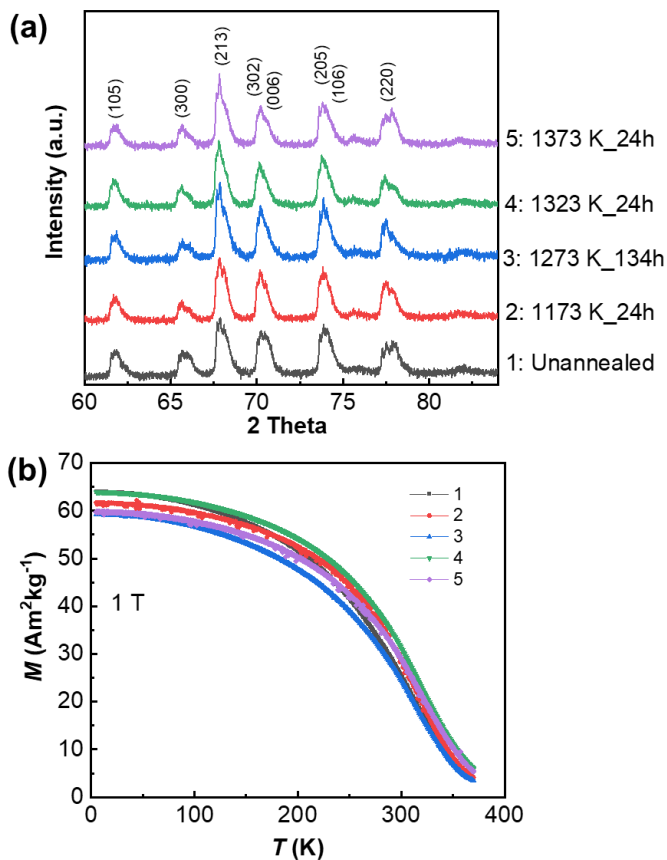 (a)
Intensity (a.u.)
(105)
(300)
(213)
(302)
(006)
(205)
(106)
(220)
5: 1373 K_24h
4: 1323 K_24h
3: 1273 K_134h
2: 1173 K_24h
1: Unannealed
60 65 70 75 80
2 Theta
(b)
M (Am²kg⁻¹)
70
60
50
40
30
20
10
0
1
2
3
4
5
1 T
0 100 200 300 400
T (K)